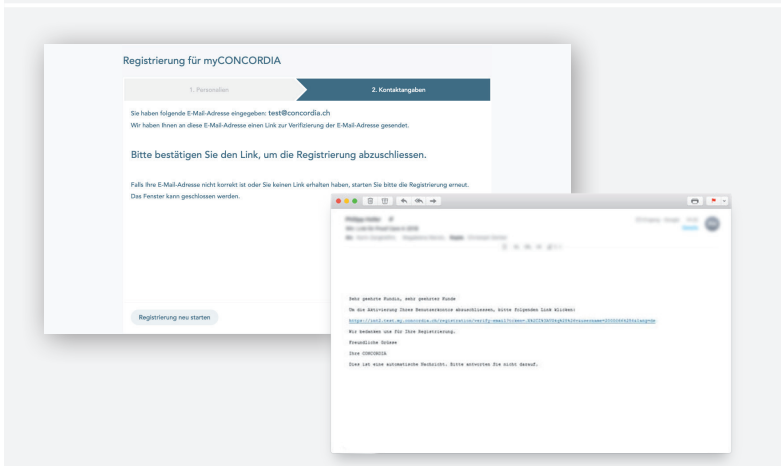 Registrierung für myCONCORDIA
1. Personalien
2. Kontaktangaben
Sie haben folgende E-Mail-Adresse eingegeben: test@concordia.ch
Wir haben Ihnen an diese E-Mail-Adresse einen Link zur Verifizierung der E-Mail-Adresse gesendet.
Bitte bestätigen Sie den Link, um die Registrierung abzuschliessen.
Falls Ihre E-Mail-Adresse nicht korrekt ist oder Sie keinen Link erhalten haben, starten Sie bitte die Registrierung erneut.
Das Fenster kann geschlossen werden.
Registrierung neu starten
Sehr geehrte Kundin, sehr geehrter Kunde
Um die Aktivierung Ihres Benutzerkontos abzuschliessen, bitte folgenden Link klicken:
Wir bedanken uns für Ihre Registrierung.
Freundliche Grüsse
Ihre CONCORDIA
Dies ist eine automatische Nachricht. Bitte antworten Sie nicht darauf.